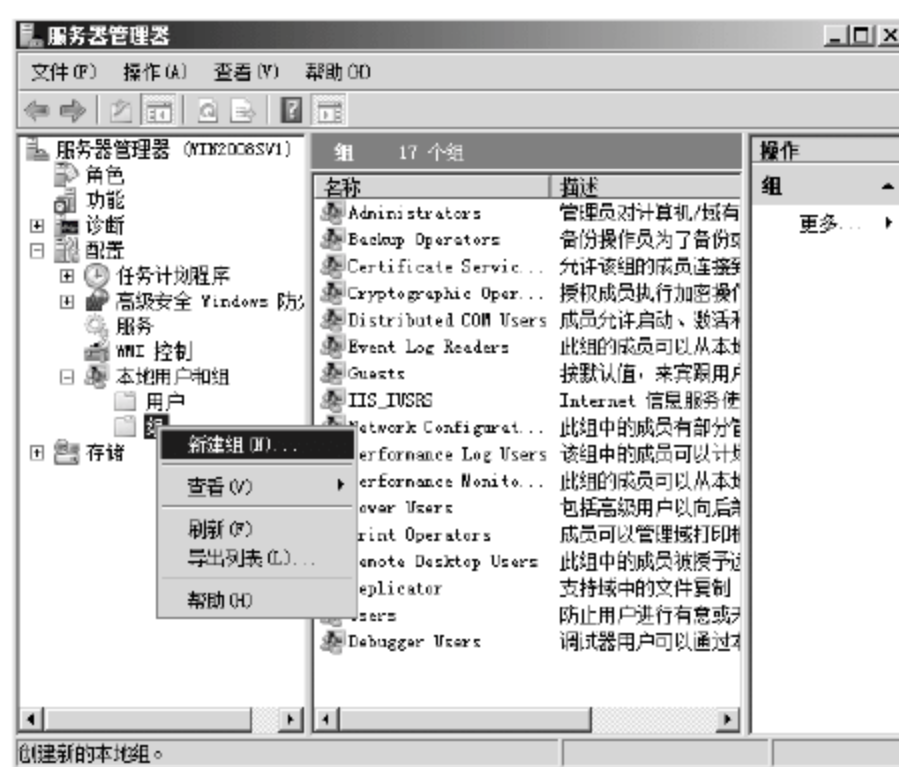 服务器管理器
文件(F) 操作(A) 查看(V) 帮助(H)
服务器管理器 (WIN2008SV1)
角色
功能
诊断
配置
任务计划程序
高级安全 Windows 防
服务
WMI 控制
本地用户和组
用户
组
存储
新建组(N)...
查看(V)
刷新(F)
导出列表(L)...
帮助(H)
组 17 个组
名称 描述
Administrators 管理员对计算机/域有
Backup Operators 备份操作员为了备份或
Certificate Servic... 允许该组的成员连接到
Cryptographic Oper... 授权成员执行加密操作
Distributed COM Users 成员允许启动、激活和
Event Log Readers 此组的成员可以从本地
Guests 按默认值，来宾跟用户
IIS_IUSRS Internet 信息服务使
Network Configurat... 此组中的成员有部分管
erformance Log Users 该组中的成员可以计划
erformance Monito... 此组的成员可以从本地
ower Users 包括高级用户以向后兼
rint Operators 成员可以管理域打印机
emote Desktop Users 此组中的成员被授予远
eplicator 支持域中的文件复制
sers 防止用户进行有意或无
Debugger Users 调试器用户可以通过本
操作
组
更多...
创建新的本地组。